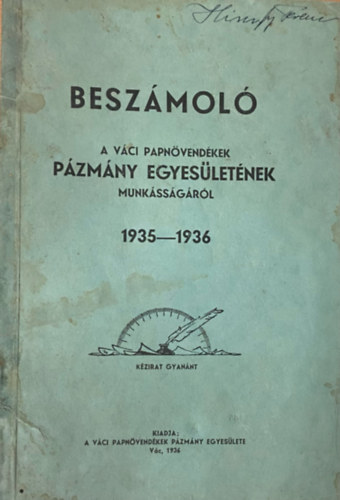 BESZÁMOLÓ
A VÁCI PAPNÖVENDÉKEK
PÁZMÁNY EGYESÜLETÉNEK
MUNKÁSSÁGÁRÓL
1935—1936
KÉZIRAT GYANÁNT
KIADJA:
A VÁCI PAPNÖVENDÉKEK PÁZMÁNY EGYESÜLETE
Vác, 1936